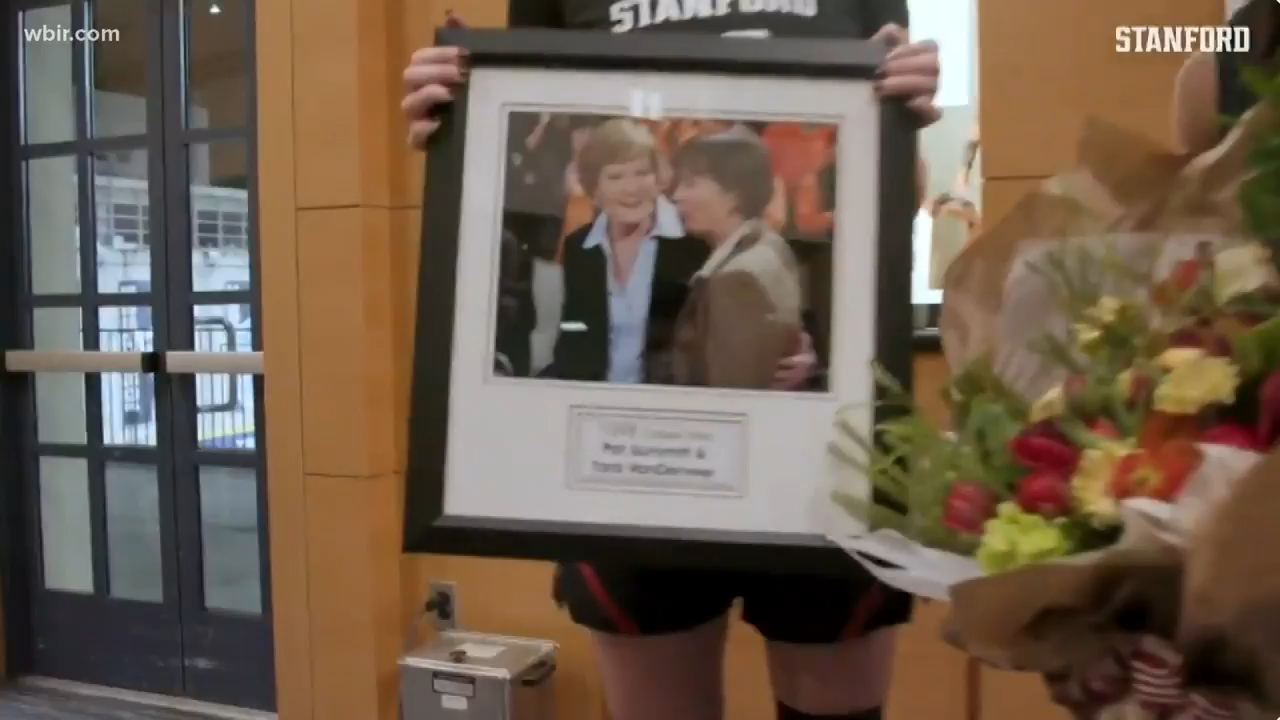 wbir.com
STANFORD
STANFORD
Pat Summitt &
Tara VanDerveer